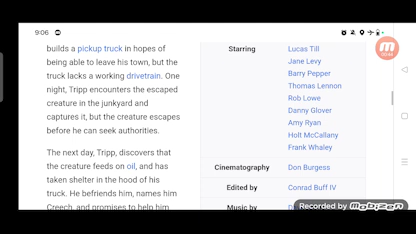 9:06
builds a pickup truck in hopes of
being able to leave his town, but the
truck lacks a working drivetrain. One
night, Tripp encounters the escaped
creature in the junkyard and
captures it, but the creature escapes
before he can seek authorities.
The next day, Tripp, discovers that
the creature feeds on oil, and has
taken shelter in the hood of his
truck. He befriends him, names him
Creech, and promises to help him
Starring
Lucas Till
Jane Levy
Barry Pepper
Thomas Lennon
Rob Lowe
Danny Glover
Amy Ryan
Holt McCallany
Frank Whaley
Cinematography
Don Burgess
Edited by
Conrad Buff IV
Music by
Recorded by
Mobizen